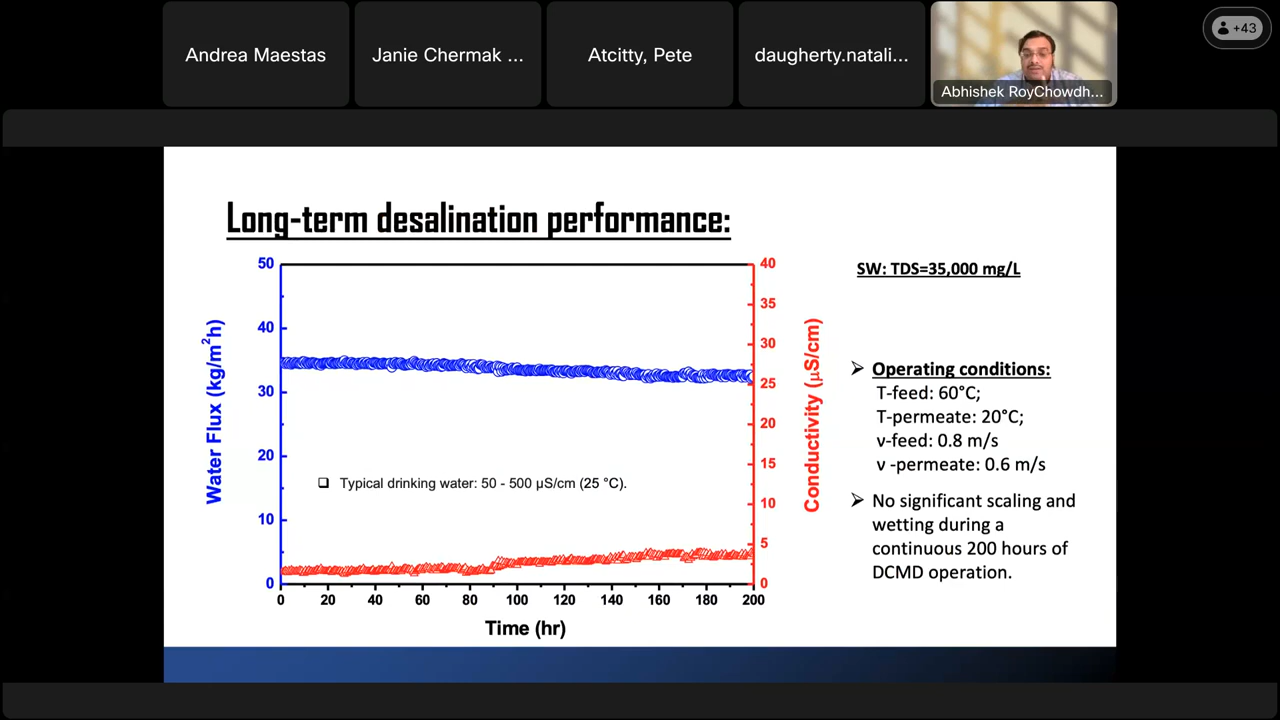 Andrea Maestas
Janie Chermak ...
Atcitty, Pete
daugherty.natali...
Abhishek RoyChowdh...
+43
Long-term desalination performance:
SW: TDS=35,000 mg/L
50
40
30
20
10
0
Water Flux (kg/m²h)
40
35
30
25
20
15
10
5
0
Conductivity (µS/cm)
❑ Typical drinking water: 50 - 500 µS/cm (25 °C).
0 20 40 60 80 100 120 140 160 180 200
Time (hr)
➢ Operating conditions:
T-feed: 60°C;
T-permeate: 20°C;
ν-feed: 0.8 m/s
ν -permeate: 0.6 m/s
➢ No significant scaling and
wetting during a
continuous 200 hours of
DCMD operation.